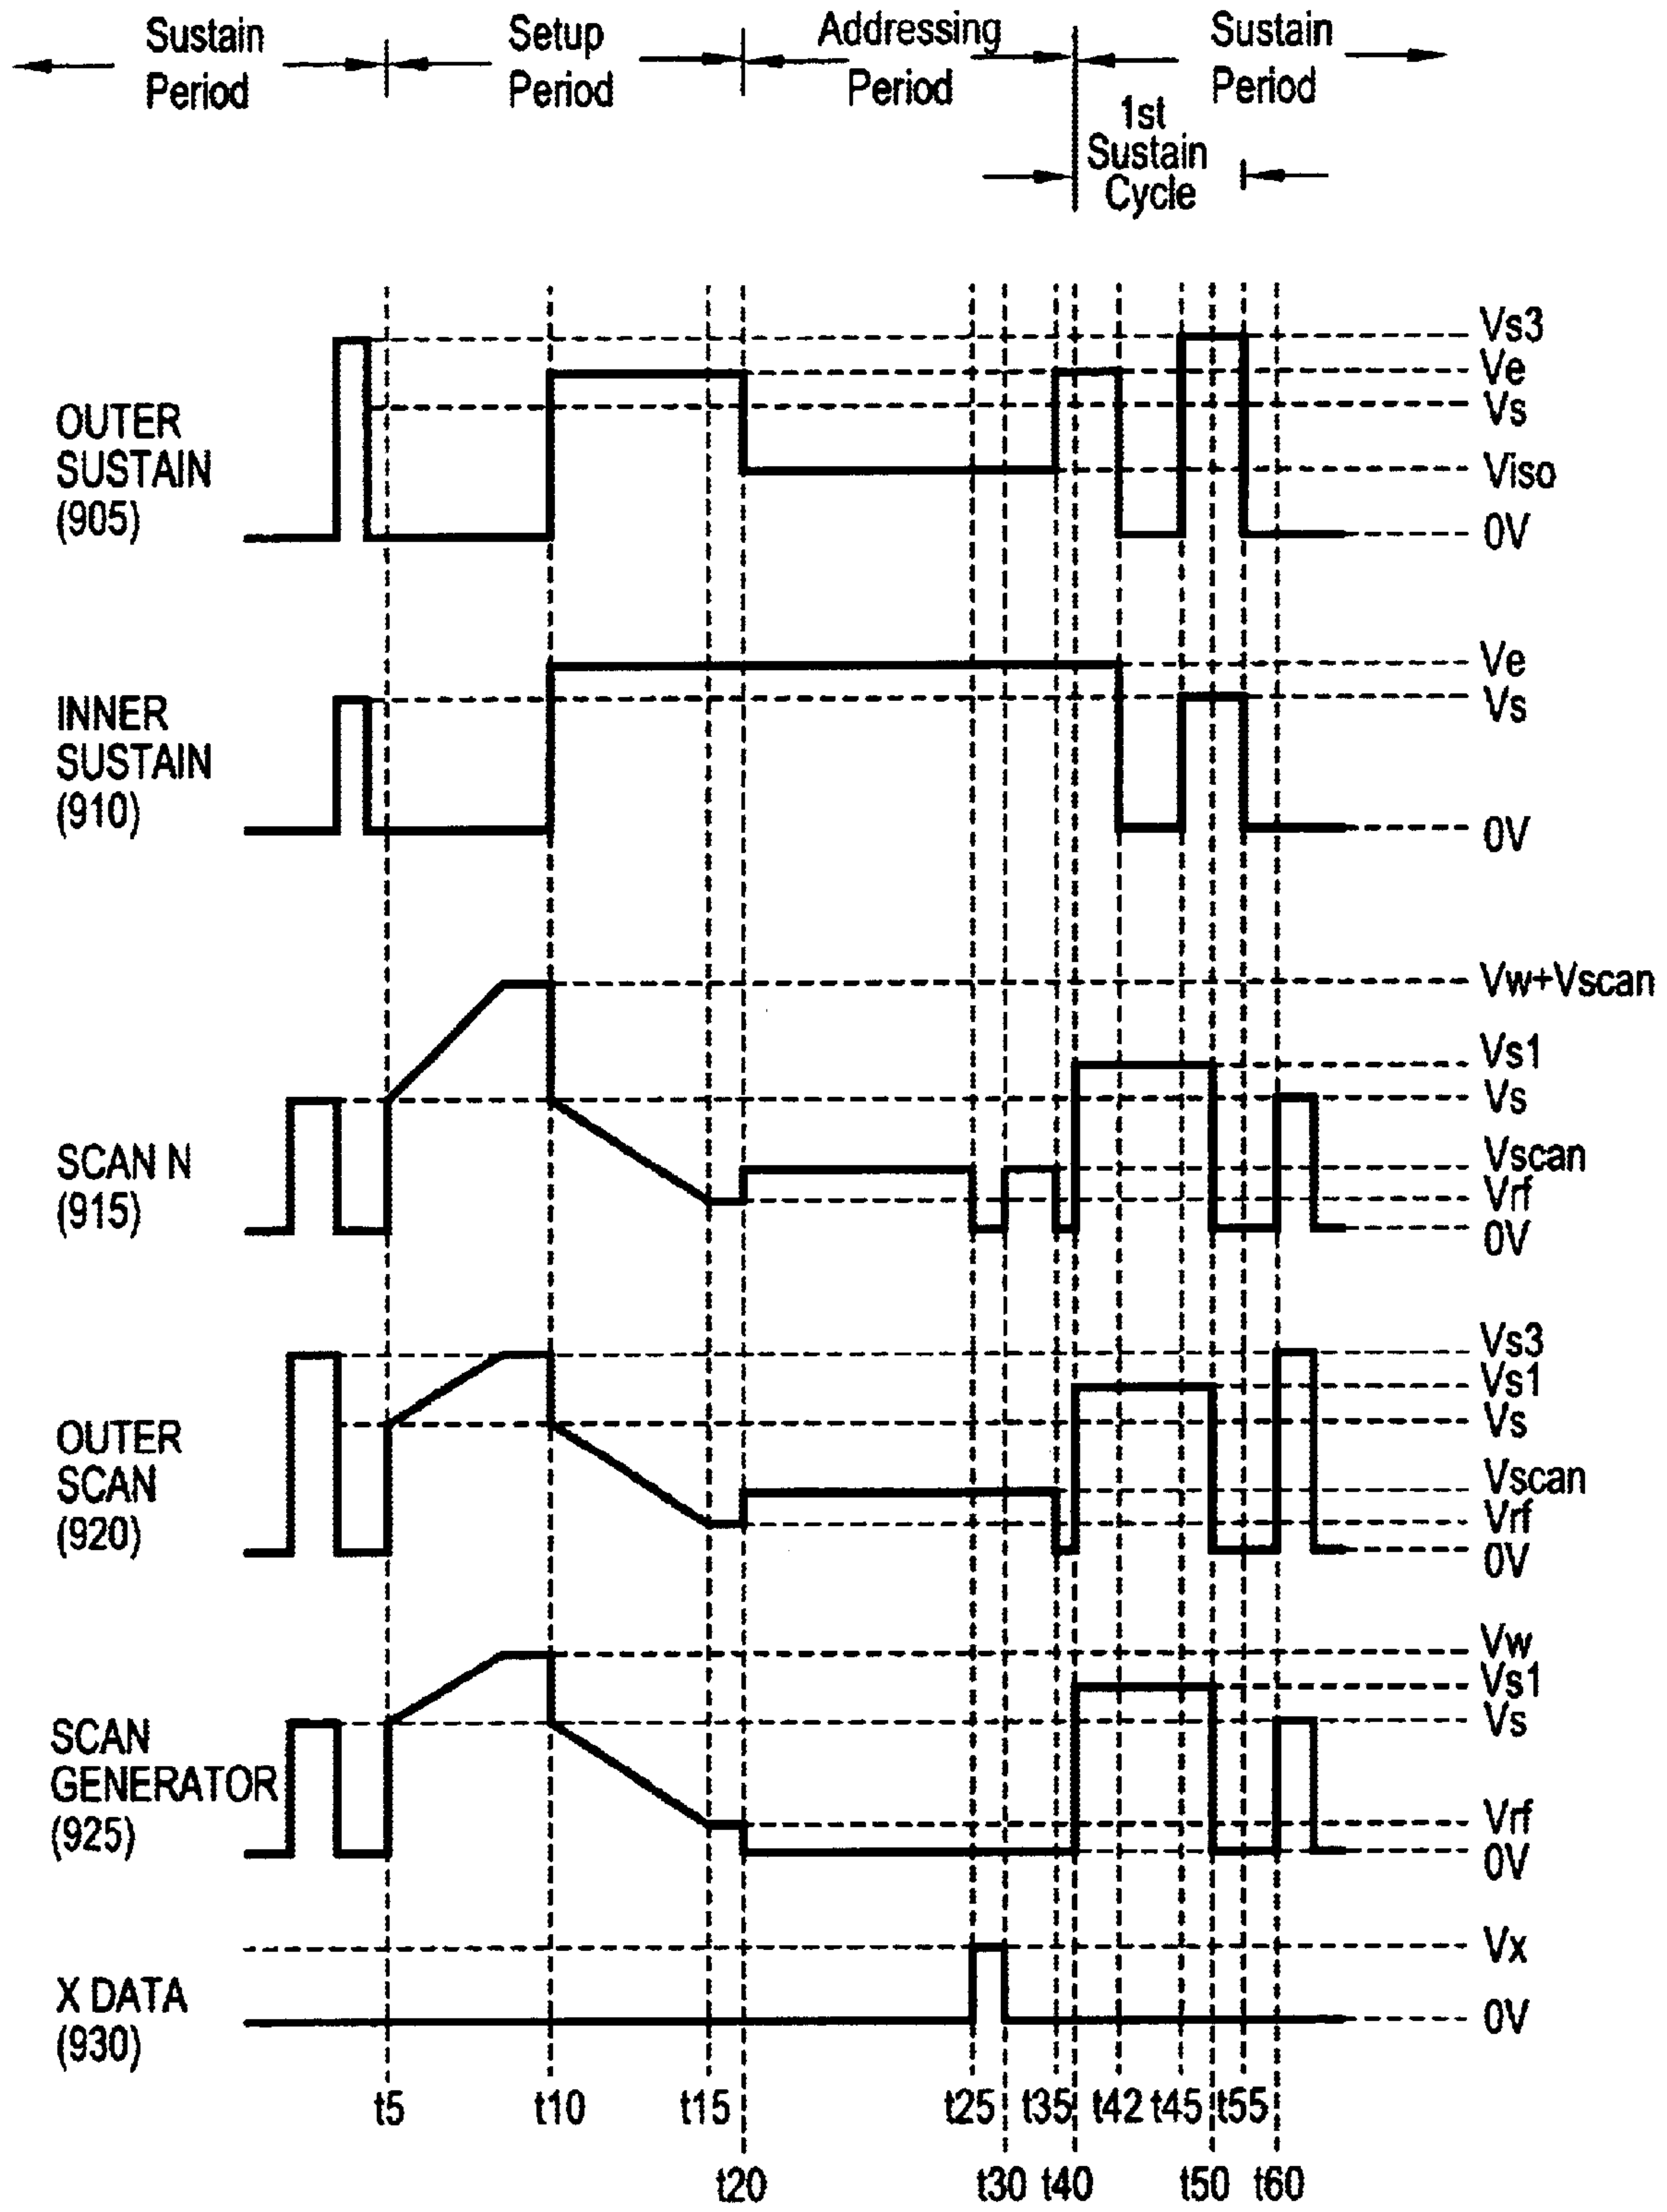 Sustain
Period
Setup
Period
Addressing
Period
Sustain
Period
1st
Sustain
Cycle
OUTER
SUSTAIN
(905)
Vs3
Ve
Vs
Viso
0V
INNER
SUSTAIN
(910)
Ve
Vs
0V
SCAN N
(915)
Vw+Vscan
Vs1
Vs
Vscan
Vrf
0V
OUTER
SCAN
(920)
Vs3
Vs1
Vs
Vscan
Vrf
0V
SCAN
GENERATOR
(925)
Vw
Vs1
Vs
Vrf
0V
X DATA
(930)
Vx
0V
t5 t10 t15 t25 t35 t42 t45 t55
t20 t30 t40 t50 t60